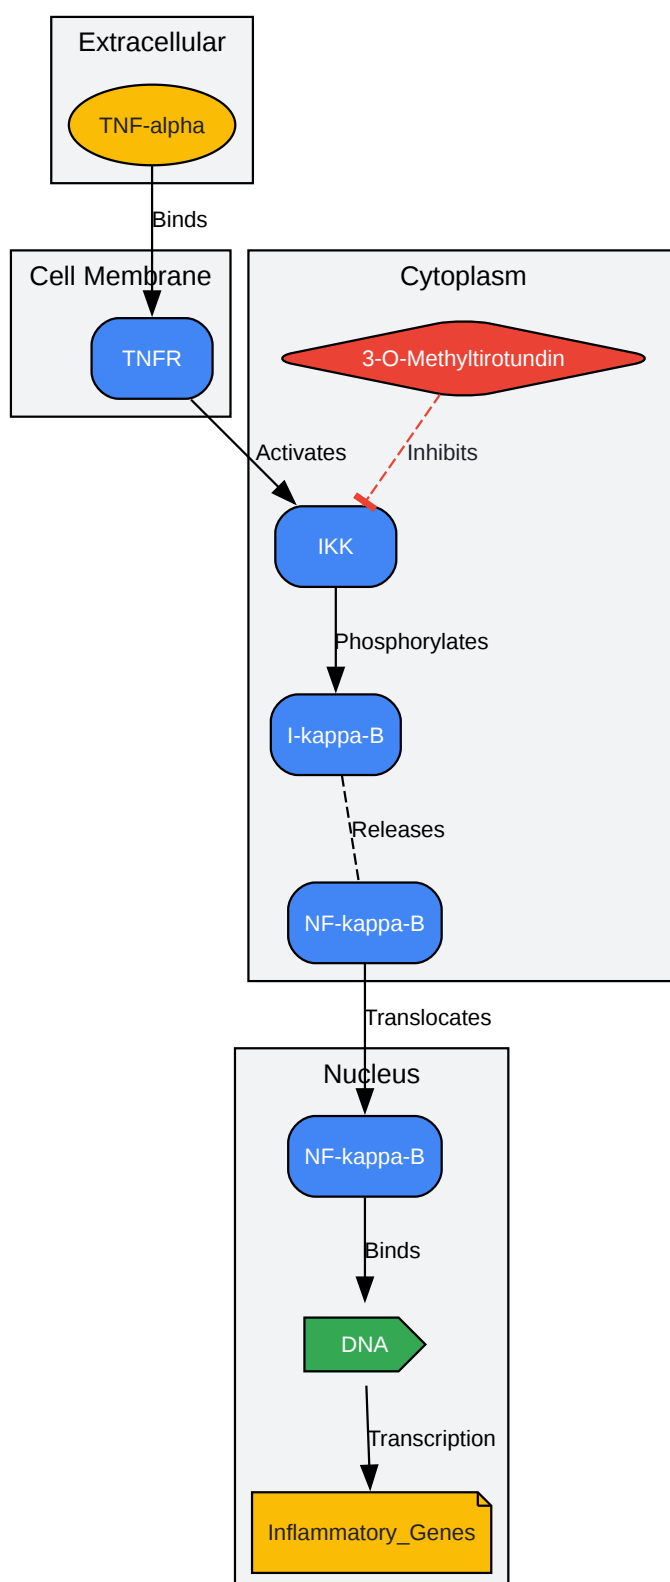 Extracellular
TNF-alpha
Binds
Cell Membrane
Cytoplasm
TNFR
3-O-Methyltirotundin
Activates
Inhibits
IKK
Phosphorylates
I-kappa-B
Releases
NF-kappa-B
Translocates
Nucleus
NF-kappa-B
Binds
DNA
Transcription
Inflammatory_Genes